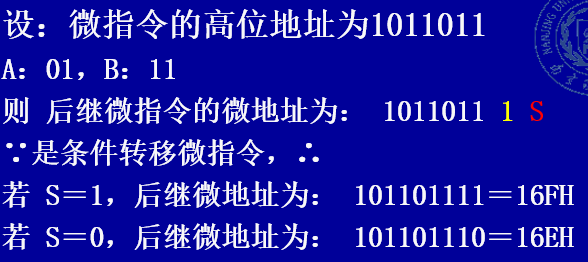 设：微指令的高位地址为1011011
A：01，B：11
则 后继微指令的微地址为： 1011011 1 S
∵是条件转移微指令，∴
若 S＝1，后继微地址为： 101101111＝16FH
若 S＝0，后继微地址为： 101101110＝16EH